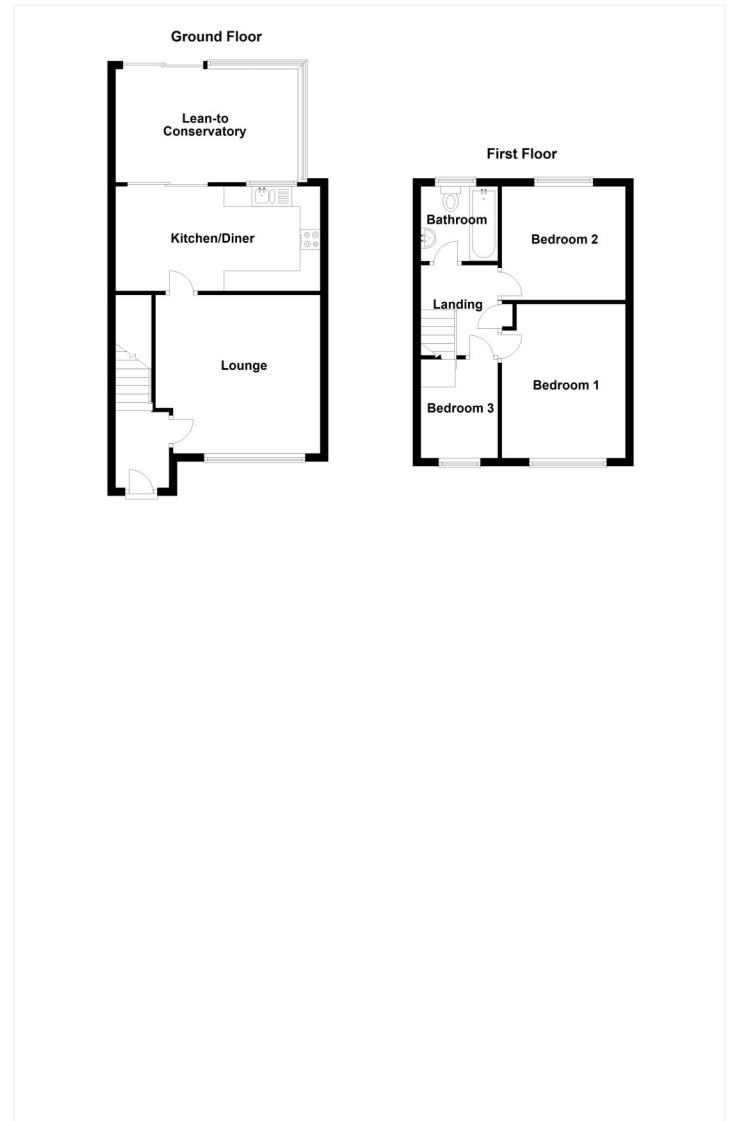 Ground Floor
Lean-to
Conservatory
Kitchen/Diner
Lounge
First Floor
Bathroom
Bedroom 2
Landing
Bedroom 1
Bedroom 3